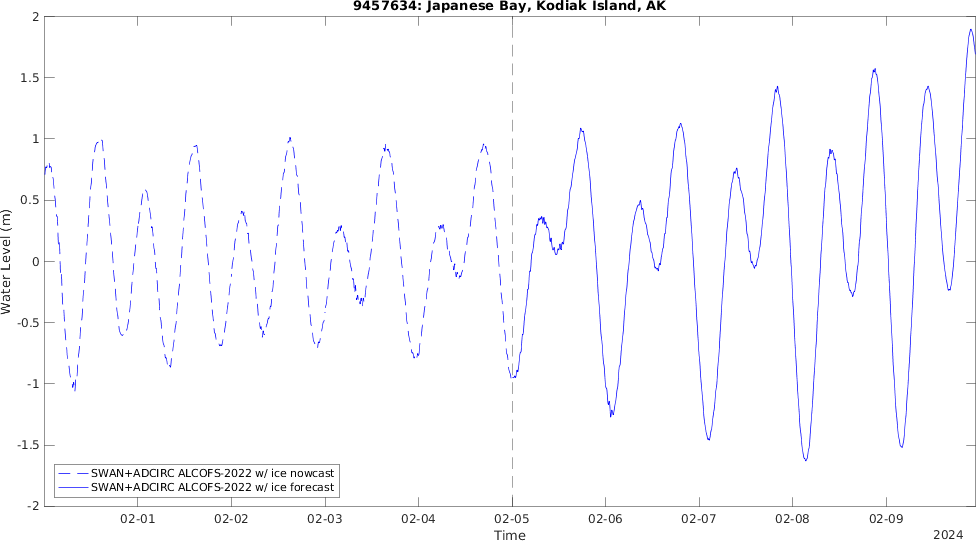 9457634: Japanese Bay, Kodiak Island, AK
Water Level (m)
2
1.5
1
0.5
0
-0.5
-1
-1.5
-2
SWAN+ADCIRC ALCOFS-2022 w/ ice nowcast
SWAN+ADCIRC ALCOFS-2022 w/ ice forecast
02-01 02-02 02-03 02-04 02-05 02-06 02-07 02-08 02-09
Time
2024